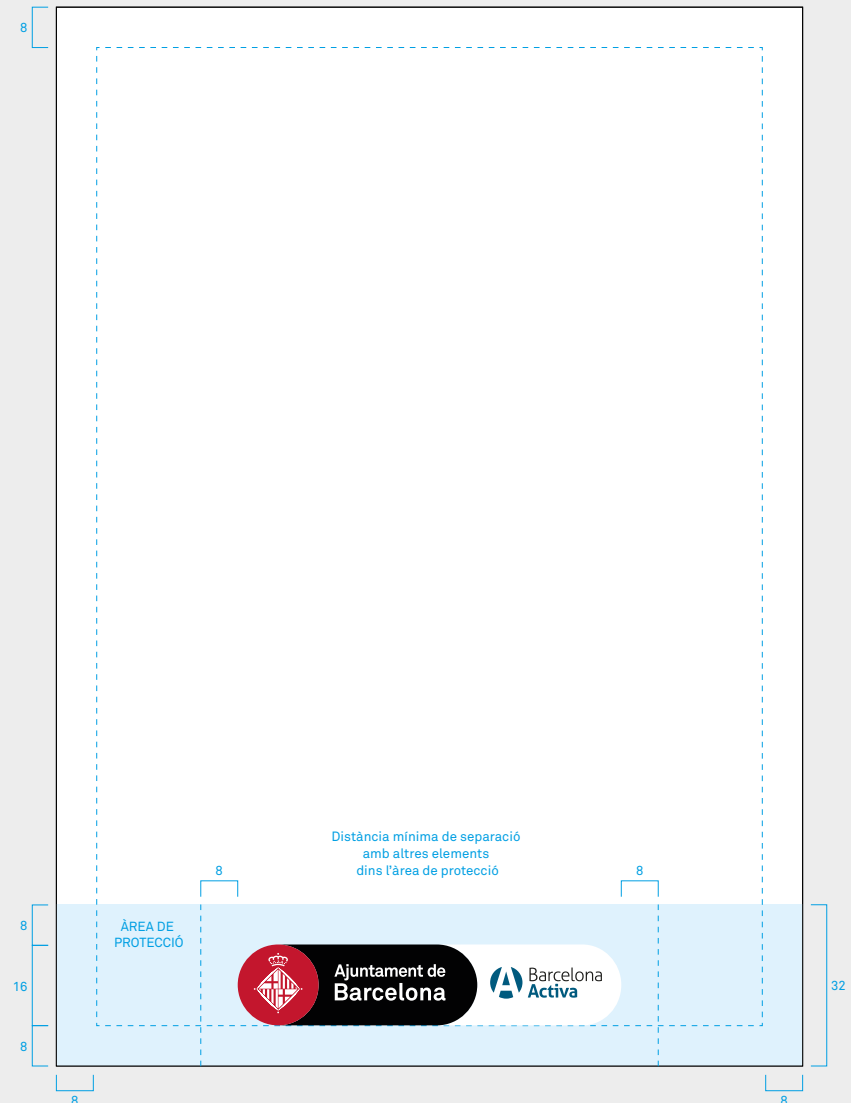 8
Distància mínima de separació
amb altres elements
dins l'àrea de protecció
8
8
8
ÀREA DE
PROTECCIÓ
16
Ajuntament de
Barcelona
Barcelona
Activa
32
8
8
8